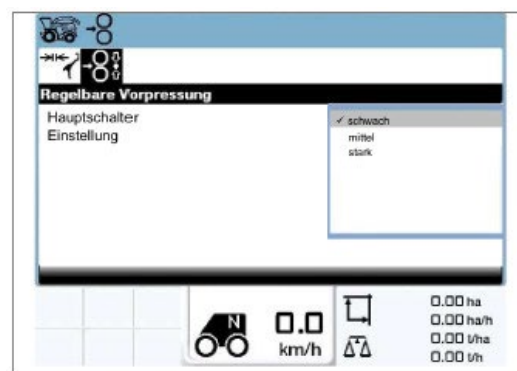 Regelbare Vorpressung
Hauptschalter
Einstellung
✓ schwach
mittel
stark
N
0.0
km/h
0.00 ha
0.00 ha/h
0.00 t/ha
0.00 t/h